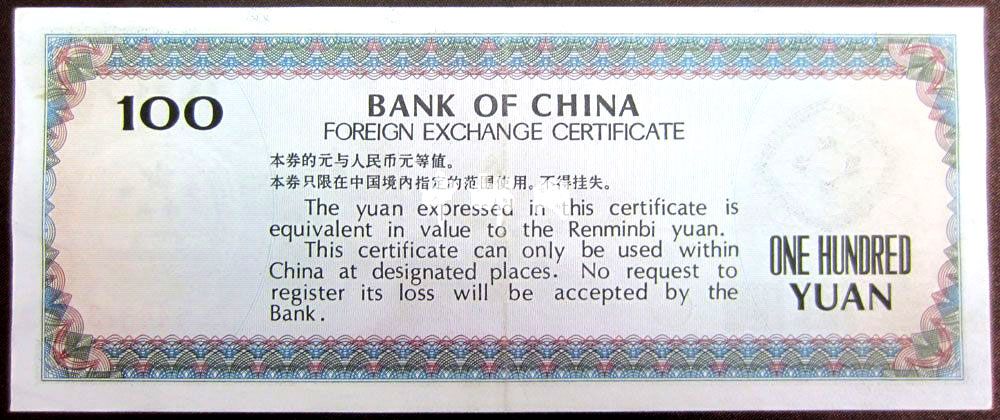 100
BANK OF CHINA
FOREIGN EXCHANGE CERTIFICATE
本券的元与人民币元等値。
本券只限在中国境内指定的范围使用。不得挂失。
The yuan expressed in this certificate is
equivalent in value to the Renminbi yuan.
This certificate can only be used within
China at designated places. No request to
register its loss will be accepted by the
Bank.
ONE HUNDRED
YUAN